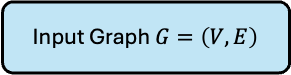 Input Graph 𝐺 = (𝑉, 𝐸)